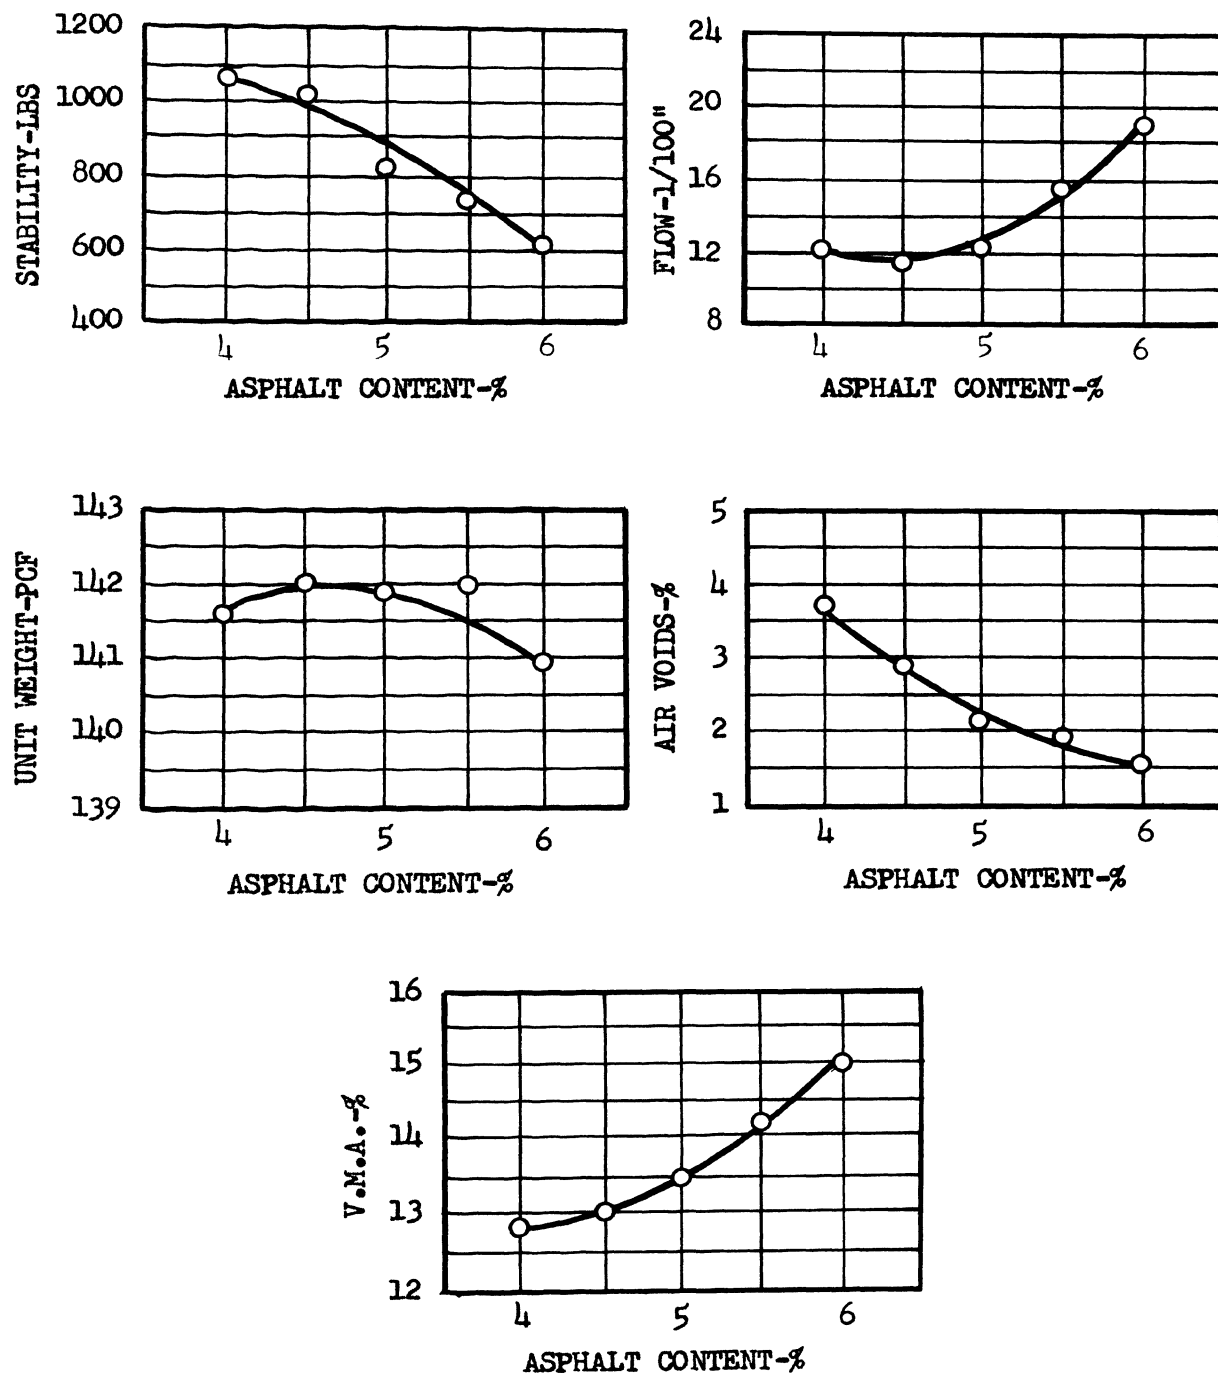 STABILITY-LBS
1200
1000
800
600
400
4 5 6
ASPHALT CONTENT-%
FLOW-1/100"
24
20
16
12
8
4 5 6
ASPHALT CONTENT-%
UNIT WEIGHT-PCF
143
142
141
140
139
4 5 6
ASPHALT CONTENT-%
AIR VOIDS-%
5
4
3
2
1
4 5 6
ASPHALT CONTENT-%
V.M.A.-%
16
15
14
13
12
4 5 6
ASPHALT CONTENT-%